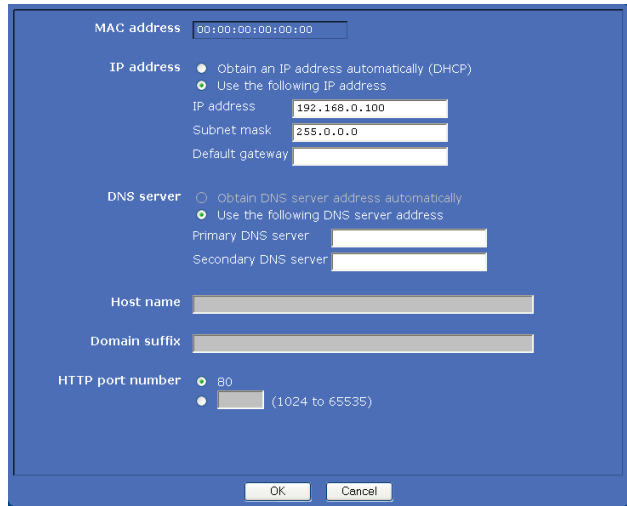 MAC address 00:00:00:00:00:00
IP address Obtain an IP address automatically (DHCP)
Use the following IP address
IP address 192.168.0.100
Subnet mask 255.0.0.0
Default gateway
DNS server Obtain DNS server address automatically
Use the following DNS server address
Primary DNS server
Secondary DNS server
Host name
Domain suffix
HTTP port number 80
(1024 to 65535)
OK Cancel